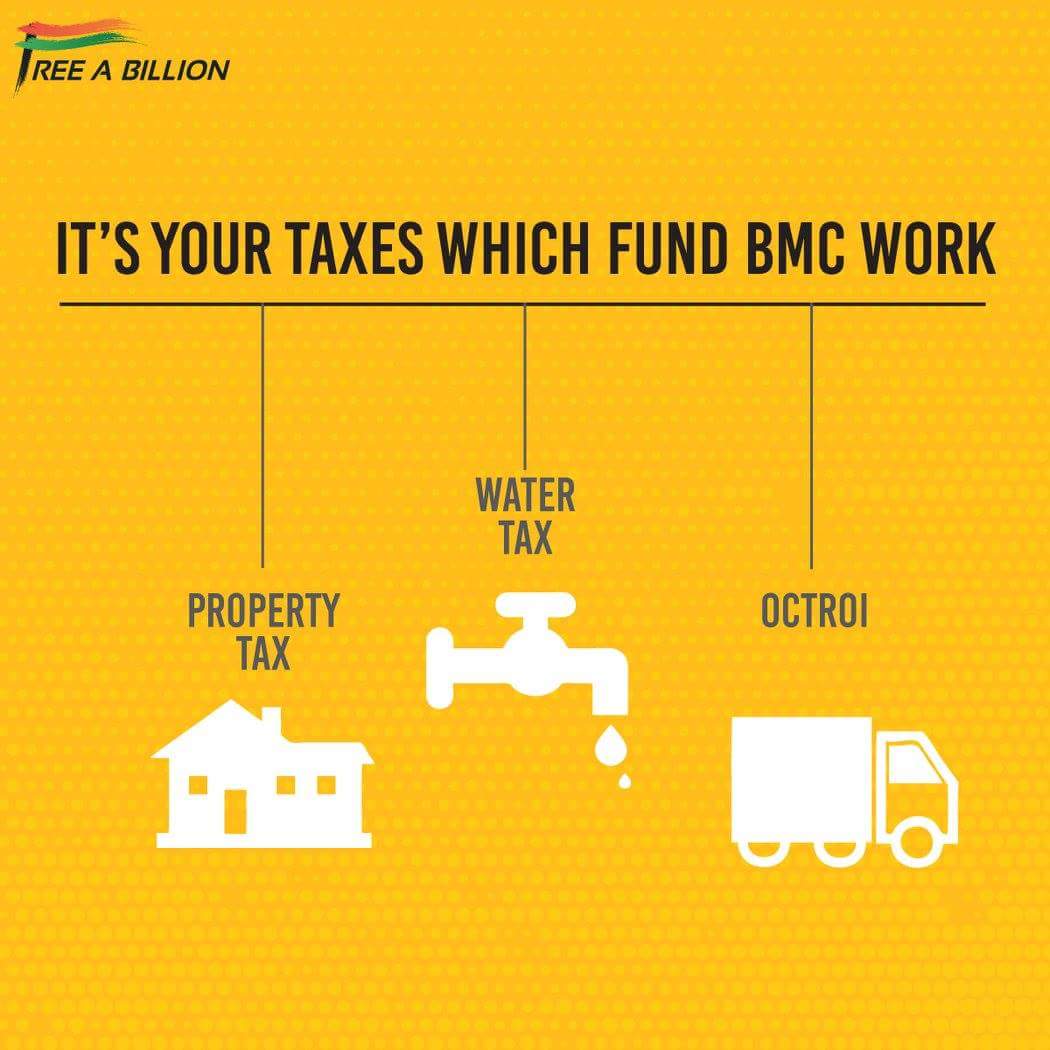 FREE A BILLION
IT'S YOUR TAXES WHICH FUND BMC WORK
WATER
TAX
PROPERTY
TAX
OCTROI